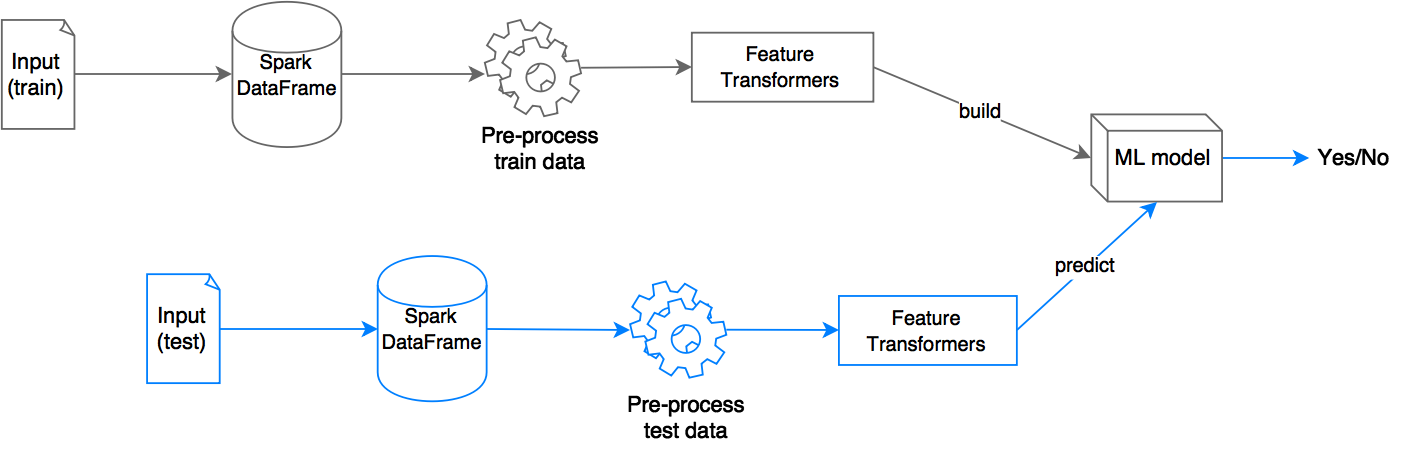 Input
(train)
Spark
DataFrame
Pre-process
train data
Feature
Transformers
build
ML model
Yes/No
Input
(test)
Spark
DataFrame
Pre-process
test data
Feature
Transformers
predict